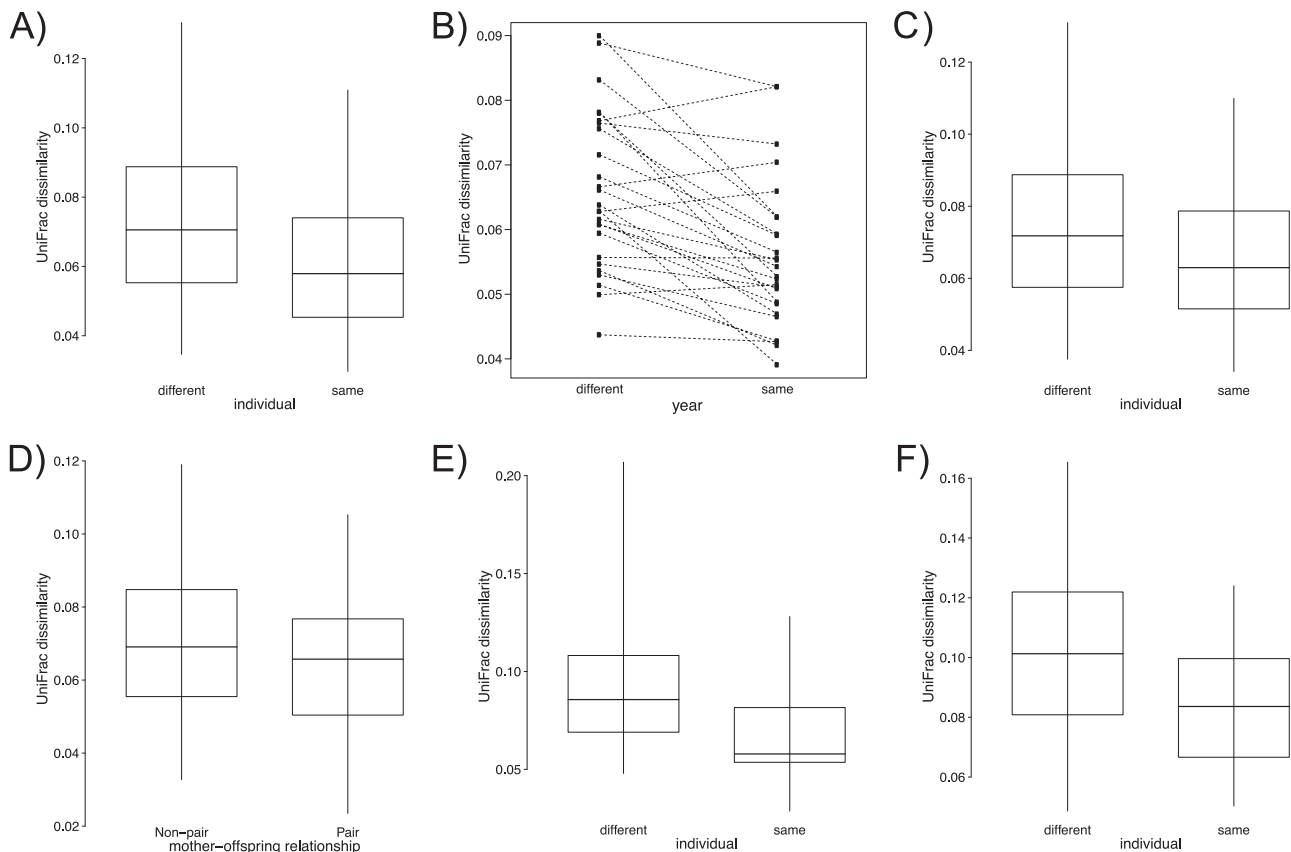 A)
UniFrac dissimilarity
0.12
0.10
0.08
0.06
0.04
different same
individual
B)
UniFrac dissimilarity
0.09
0.08
0.07
0.06
0.05
0.04
different same
year
C)
UniFrac dissimilarity
0.12
0.10
0.08
0.06
0.04
different same
individual
D)
UniFrac dissimilarity
0.12
0.10
0.08
0.06
0.04
0.02
Non−pair Pair
mother−offspring relationship
E)
UniFrac dissimilarity
0.20
0.15
0.10
0.05
different same
individual
F)
UniFrac dissimilarity
0.16
0.14
0.12
0.10
0.08
0.06
different same
individual